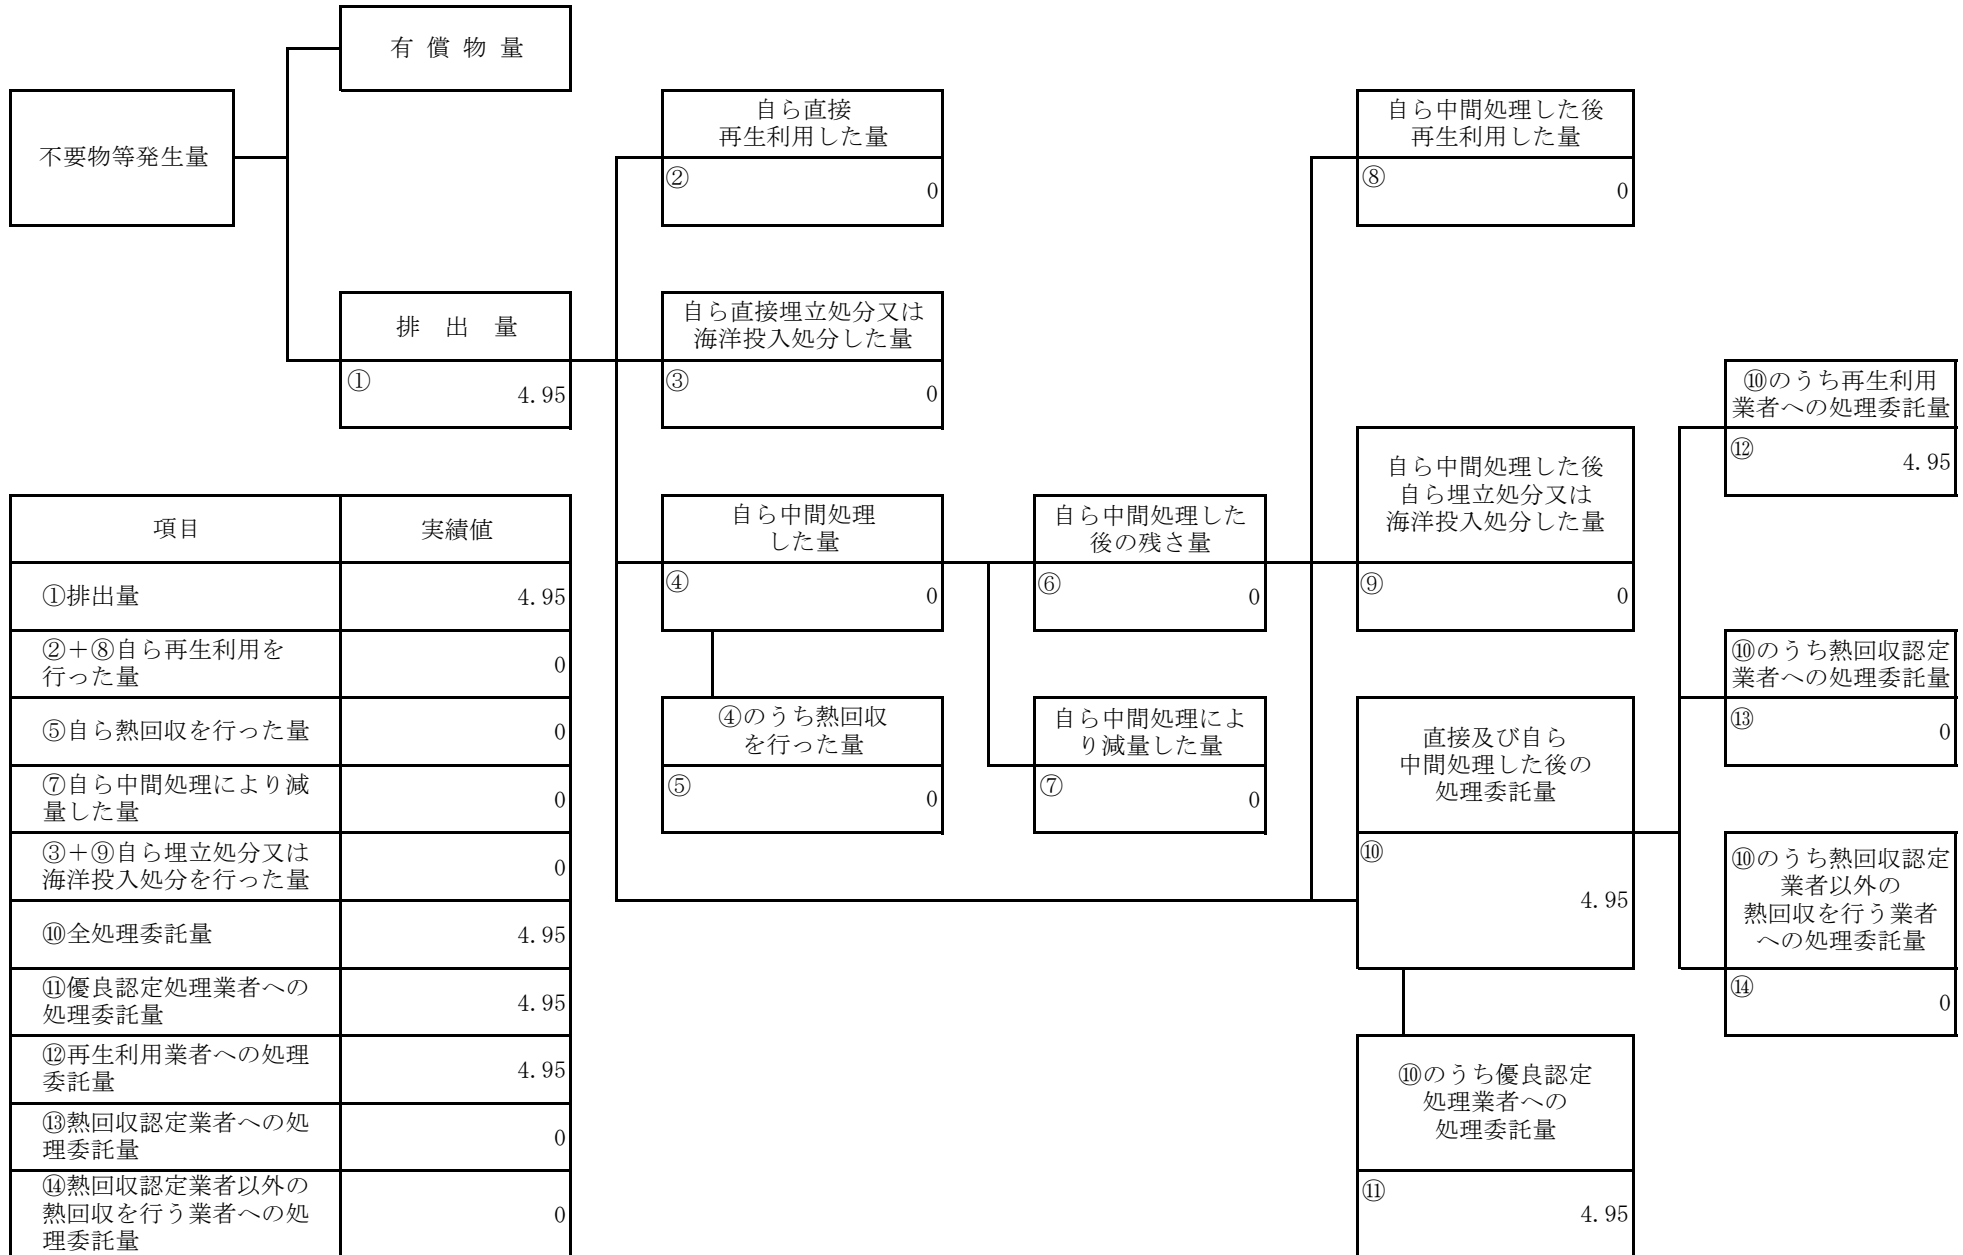 有償物量
不要物等発生量
自ら直接
再生利用した量
②
0
自ら中間処理した後
再生利用した量
⑧
0
排出量
①
4.95
自ら直接埋立処分又は
海洋投入処分した量
③
0
⑩のうち再生利用
業者への処理委託量
⑫
4.95
自ら中間処理
した量
④
0
自ら中間処理した
後の残さ量
⑥
0
自ら中間処理した後
自ら埋立処分又は
海洋投入処分した量
⑨
0
⑩のうち熱回収認定
業者への処理委託量
⑬
0
④のうち熱回収
を行った量
⑤
0
自ら中間処理によ
り減量した量
⑦
0
直接及び自ら
中間処理した後の
処理委託量
⑩
4.95
⑩のうち熱回収認定
業者以外の
熱回収を行う業者
への処理委託量
⑭
0
⑩のうち優良認定
処理業者への
処理委託量
⑪
4.95
項目
実績値
①排出量
4.95
②+⑧自ら再生利用を
行った量
0
⑤自ら熱回収を行った量
0
⑦自ら中間処理により減
量した量
0
③+⑨自ら埋立処分又は
海洋投入処分を行った量
0
⑩全処理委託量
4.95
⑪優良認定処理業者への
処理委託量
4.95
⑫再生利用業者への処理
委託量
4.95
⑬熱回収認定業者への処
理委託量
0
⑭熱回収認定業者以外の
熱回収を行う業者への処
理委託量
0